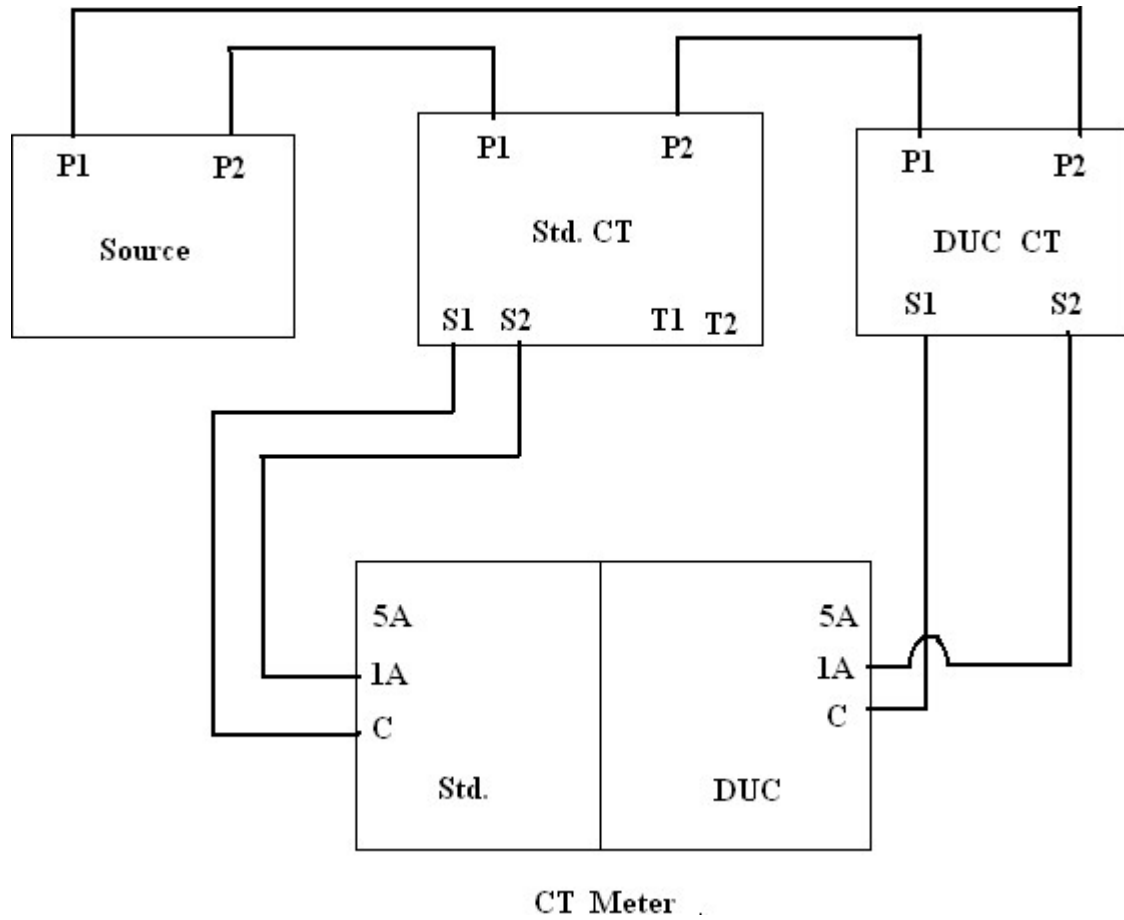 P1 P2
Source
P1 P2
Std. CT
S1 S2 T1 T2
P1 P2
DUC CT
S1 S2
5A
1A
C
Std.
5A
1A
C
DUC
CT Meter .